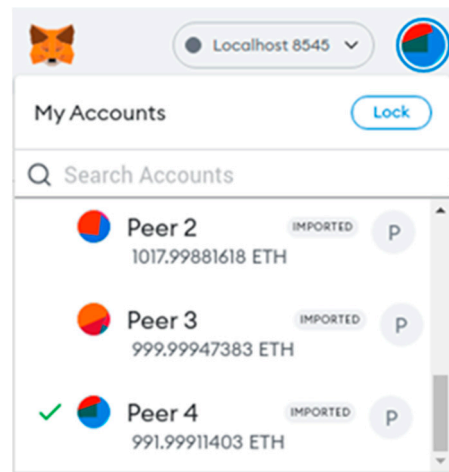 Localhost 8545
My Accounts Lock
Search Accounts
Peer 2 IMPORTED P
1017.99881618 ETH
Peer 3 IMPORTED P
999.99947383 ETH
Peer 4 IMPORTED P
991.99911403 ETH